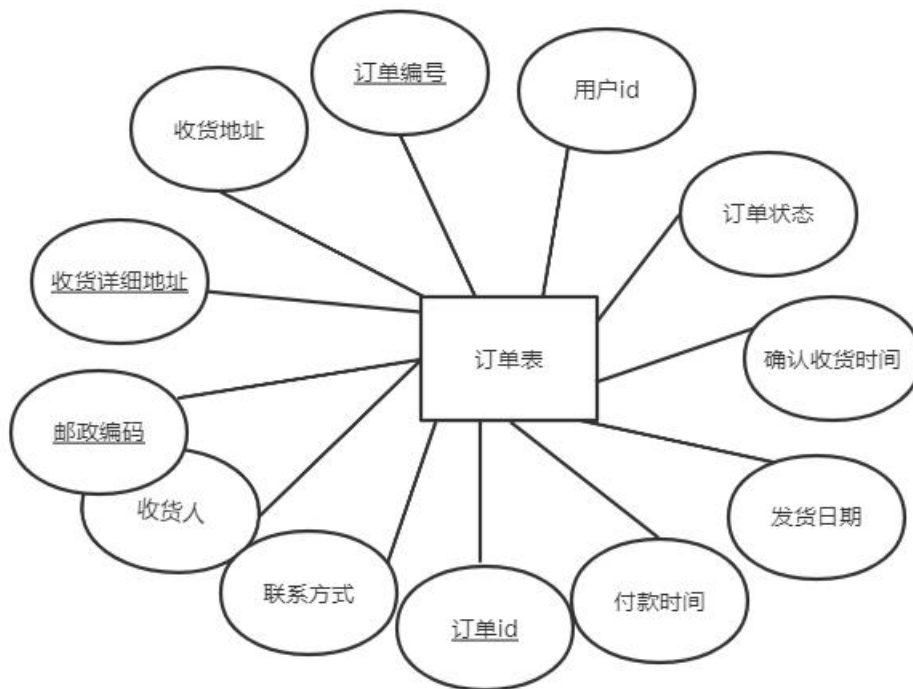 订单编号
用户id
收货地址
订单状态
收货详细地址
订单表
确认收货时间
邮政编码
收货人
发货日期
联系方式
付款时间
订单id